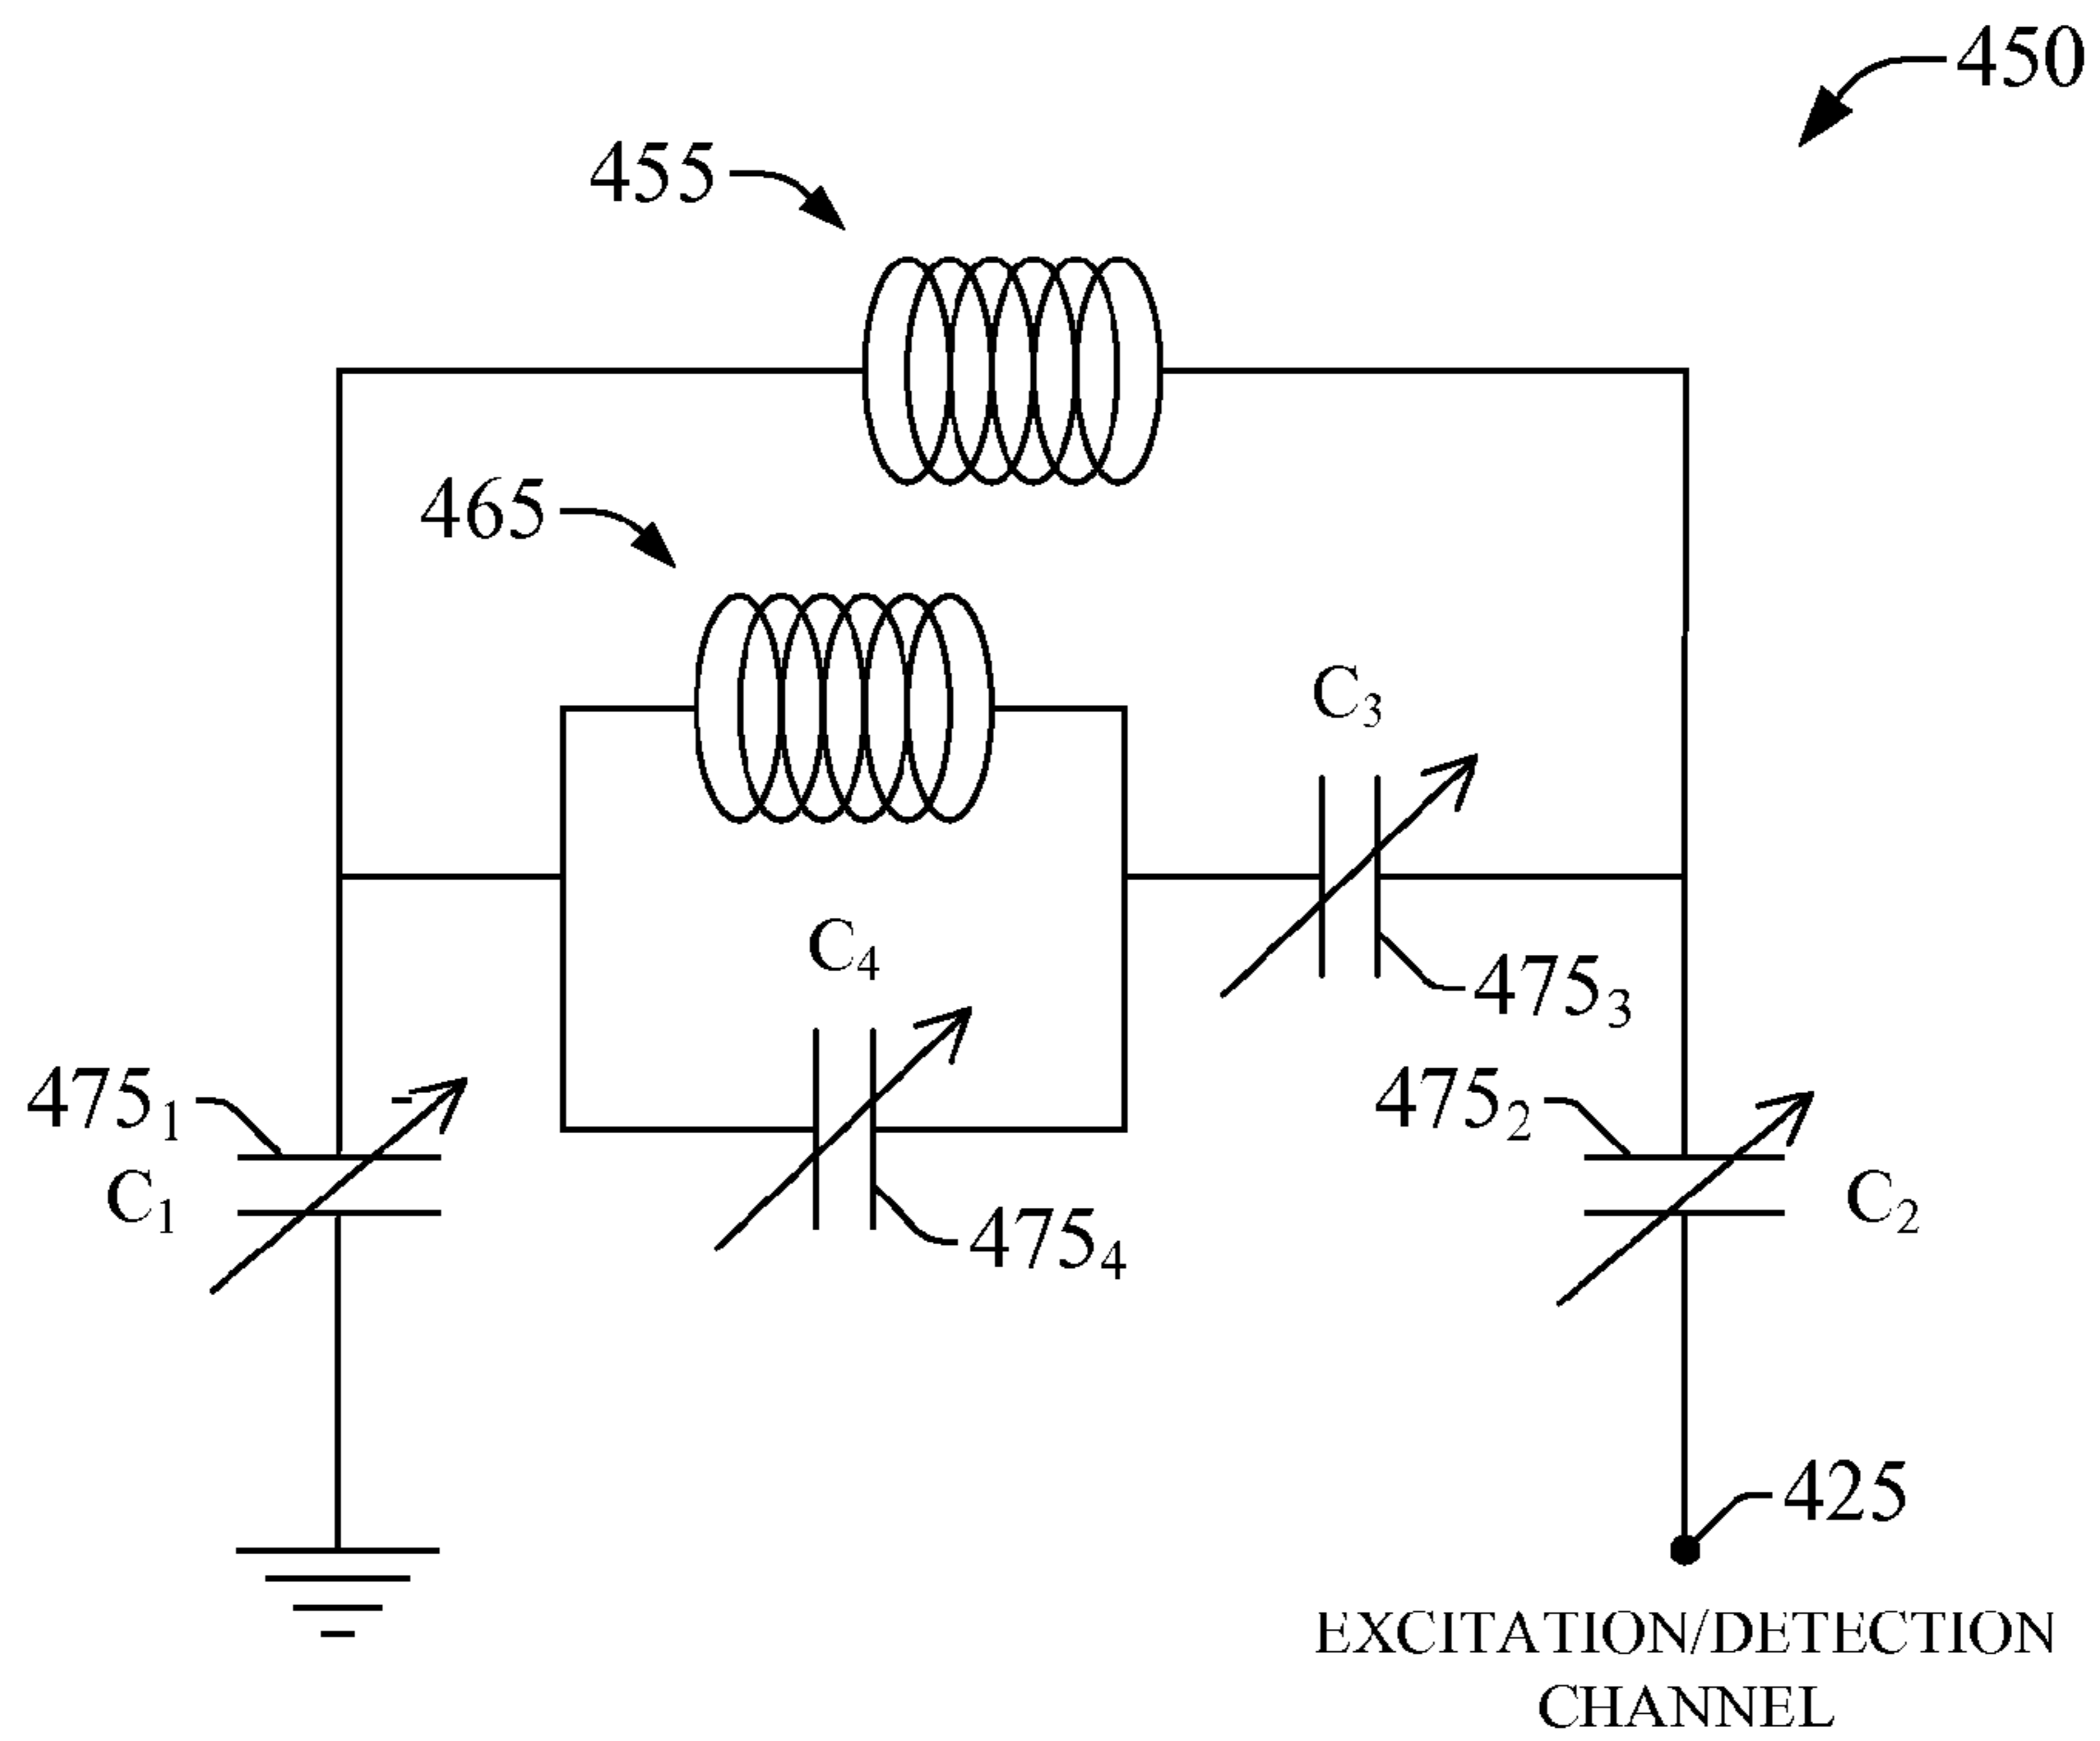 450
455
465
C₃
C₄
475₃
475₁
475₂
C₁
C₂
475₄
425
EXCITATION/DETECTION
CHANNEL